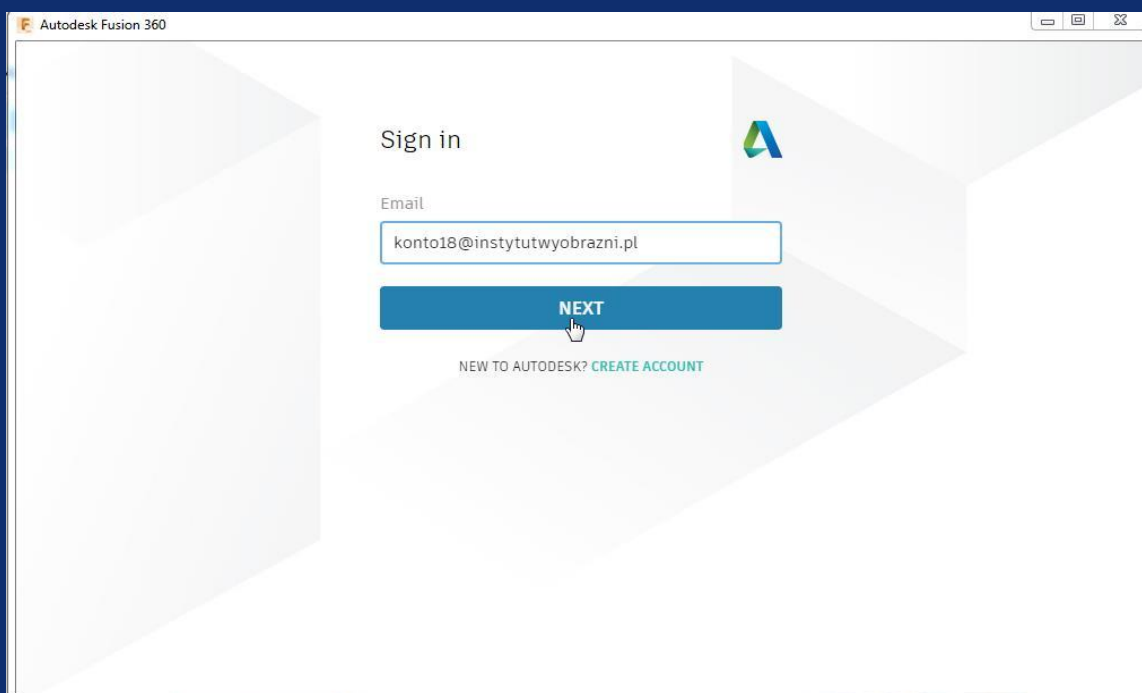 Autodesk Fusion 360
Sign in
Email
konto18@instytutwyobrazni.pl
NEXT
NEW TO AUTODESK? CREATE ACCOUNT